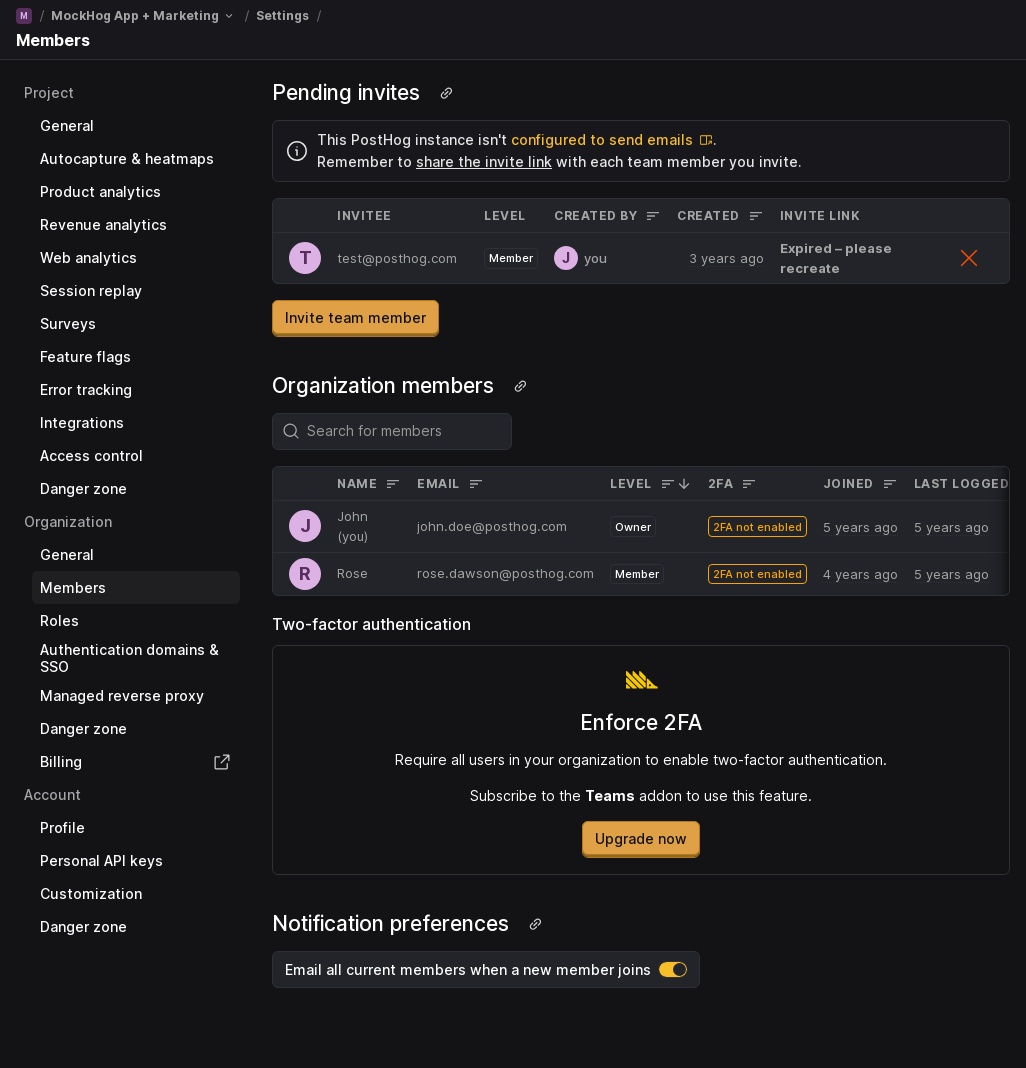 M / MockHog App + Marketing / Settings /
Members
Project
General
Autocapture & heatmaps
Product analytics
Revenue analytics
Web analytics
Session replay
Surveys
Feature flags
Error tracking
Integrations
Access control
Danger zone
Organization
General
Members
Roles
Authentication domains &
SSO
Managed reverse proxy
Danger zone
Billing
Account
Profile
Personal API keys
Customization
Danger zone
Pending invites
This PostHog instance isn't configured to send emails.
Remember to share the invite link with each team member you invite.
INVITEE LEVEL CREATED BY CREATED INVITE LINK
T test@posthog.com Member J you 3 years ago Expired – please
recreate
Invite team member
Organization members
Search for members
NAME EMAIL LEVEL 2FA JOINED LAST LOGGED
J John
(you) john.doe@posthog.com Owner 2FA not enabled 5 years ago 5 years ago
R Rose rose.dawson@posthog.com Member 2FA not enabled 4 years ago 5 years ago
Two-factor authentication
Enforce 2FA
Require all users in your organization to enable two-factor authentication.
Subscribe to the Teams addon to use this feature.
Upgrade now
Notification preferences
Email all current members when a new member joins